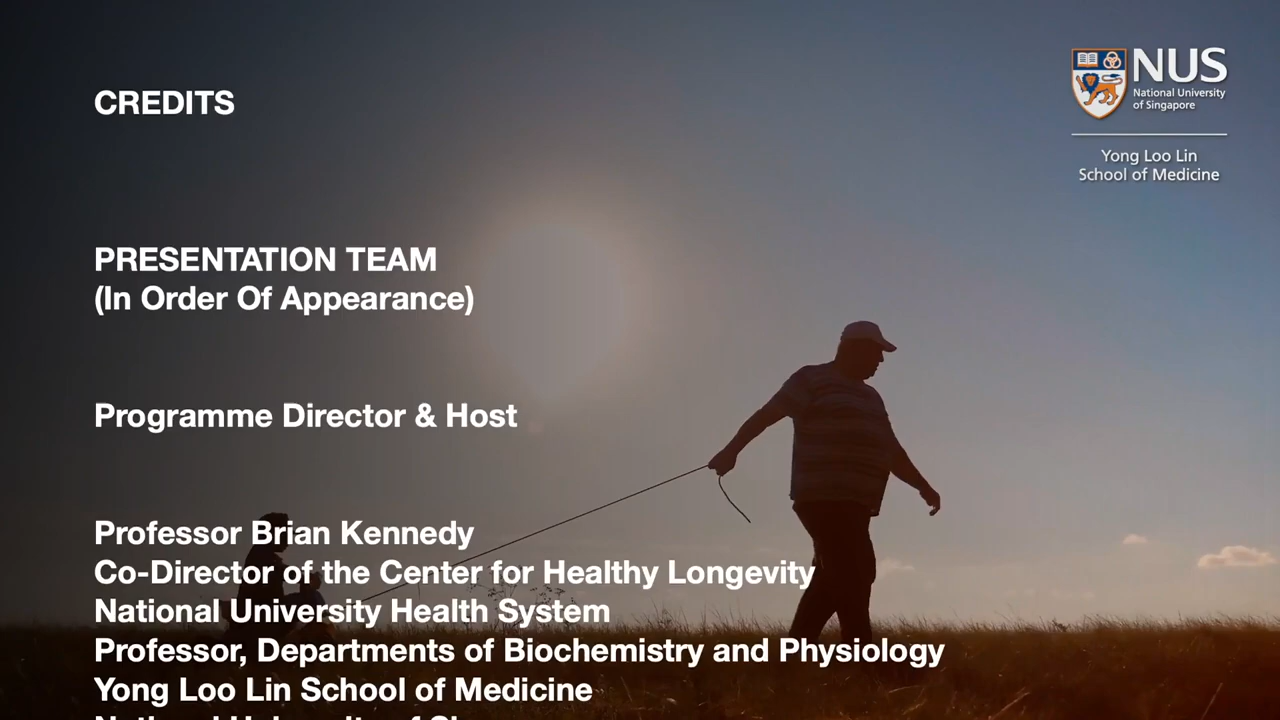 CREDITS
NUS
National University
of Singapore
Yong Loo Lin
School of Medicine
PRESENTATION TEAM
(In Order Of Appearance)
Programme Director & Host
Professor Brian Kennedy
Co-Director of the Center for Healthy Longevity
National University Health System
Professor, Departments of Biochemistry and Physiology
Yong Loo Lin School of Medicine